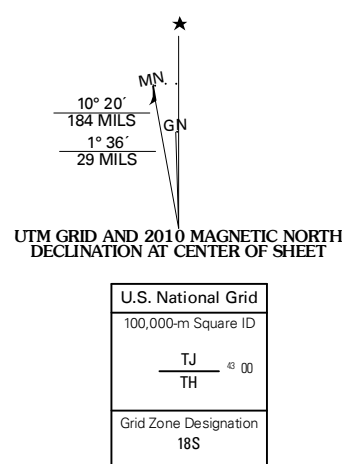 ★
MN
10° 20´
184 MILS
GN
1° 36´
29 MILS
UTM GRID AND 2010 MAGNETIC NORTH
DECLINATION AT CENTER OF SHEET
U.S. National Grid
100,000-m Square ID
TJ
43 00
TH
Grid Zone Designation
18S